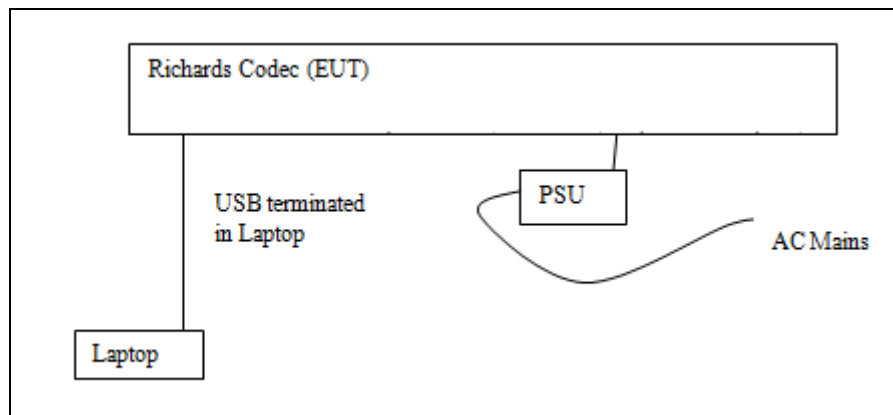 Richards Codec (EUT)
USB terminated
in Laptop
PSU
AC Mains
Laptop